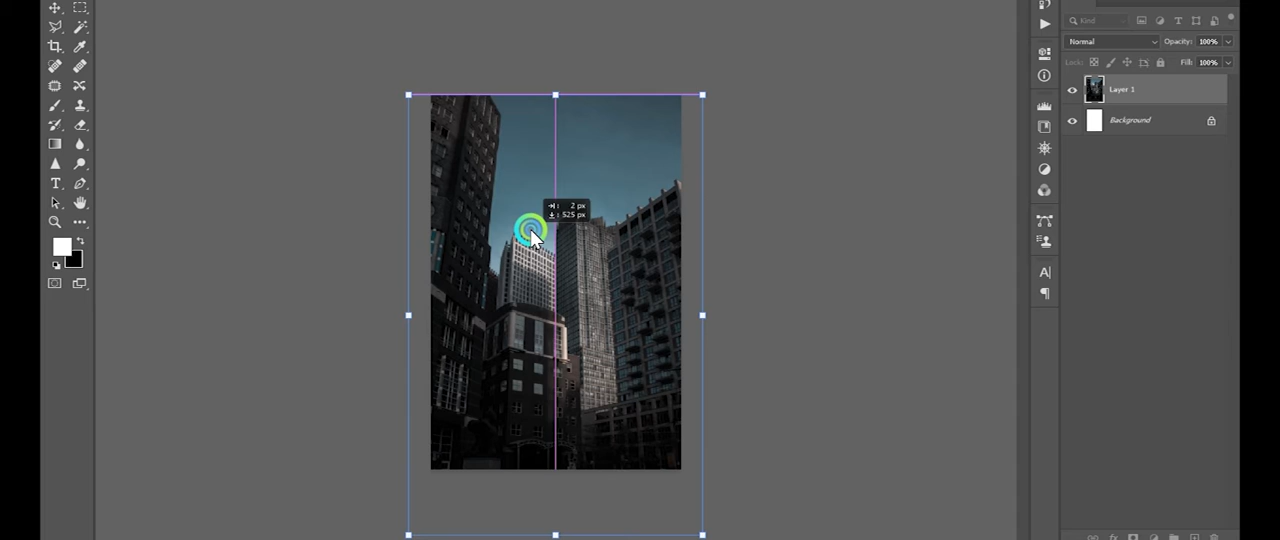 Kind
Normal
Opacity: 100%
Lock:
Fill: 100%
Layer 1
Background
2 px
525 px